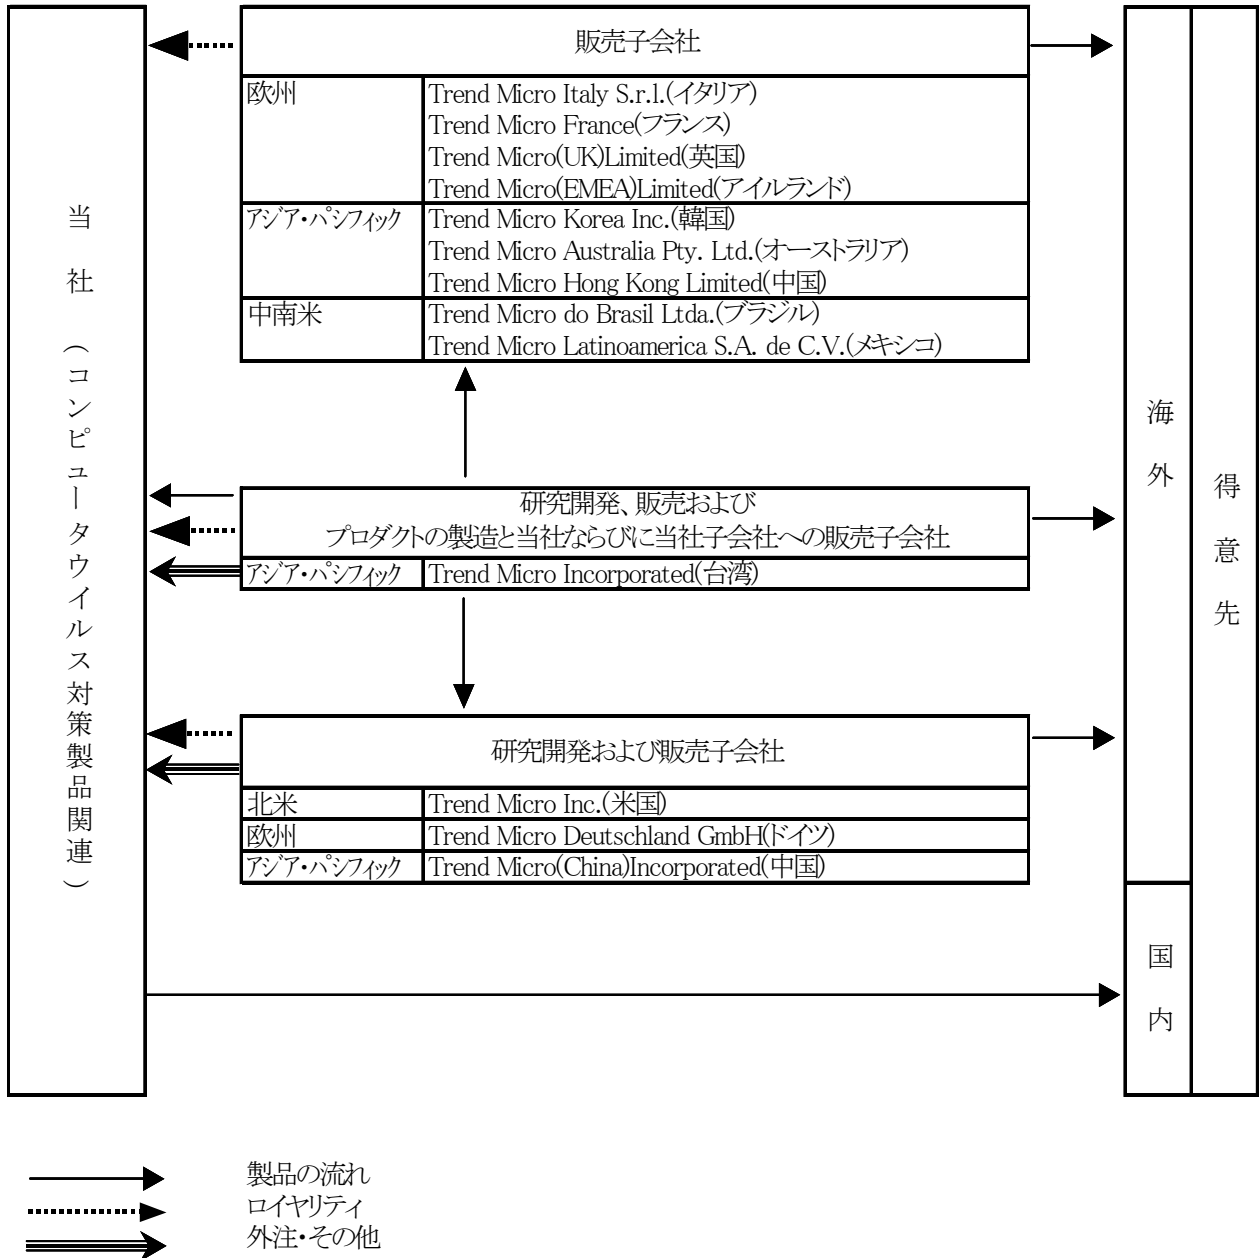 当社（コンピュータウイルス対策製品関連）
販売子会社
欧州
Trend Micro Italy S.r.l.(イタリア)
Trend Micro France(フランス)
Trend Micro(UK)Limited(英国)
Trend Micro(EMEA)Limited(アイルランド)
アジア・パシフィック
Trend Micro Korea Inc.(韓国)
Trend Micro Australia Pty. Ltd.(オーストラリア)
Trend Micro Hong Kong Limited(中国)
中南米
Trend Micro do Brasil Ltda.(ブラジル)
Trend Micro Latinoamerica S.A. de C.V.(メキシコ)
研究開発、販売および
プロダクトの製造と当社ならびに当社子会社への販売子会社
アジア・パシフィック
Trend Micro Incorporated(台湾)
研究開発および販売子会社
北米
Trend Micro Inc.(米国)
欧州
Trend Micro Deutschland GmbH(ドイツ)
アジア・パシフィック
Trend Micro(China)Incorporated(中国)
海外
国内
得意先
製品の流れ
ロイヤリティ
外注・その他